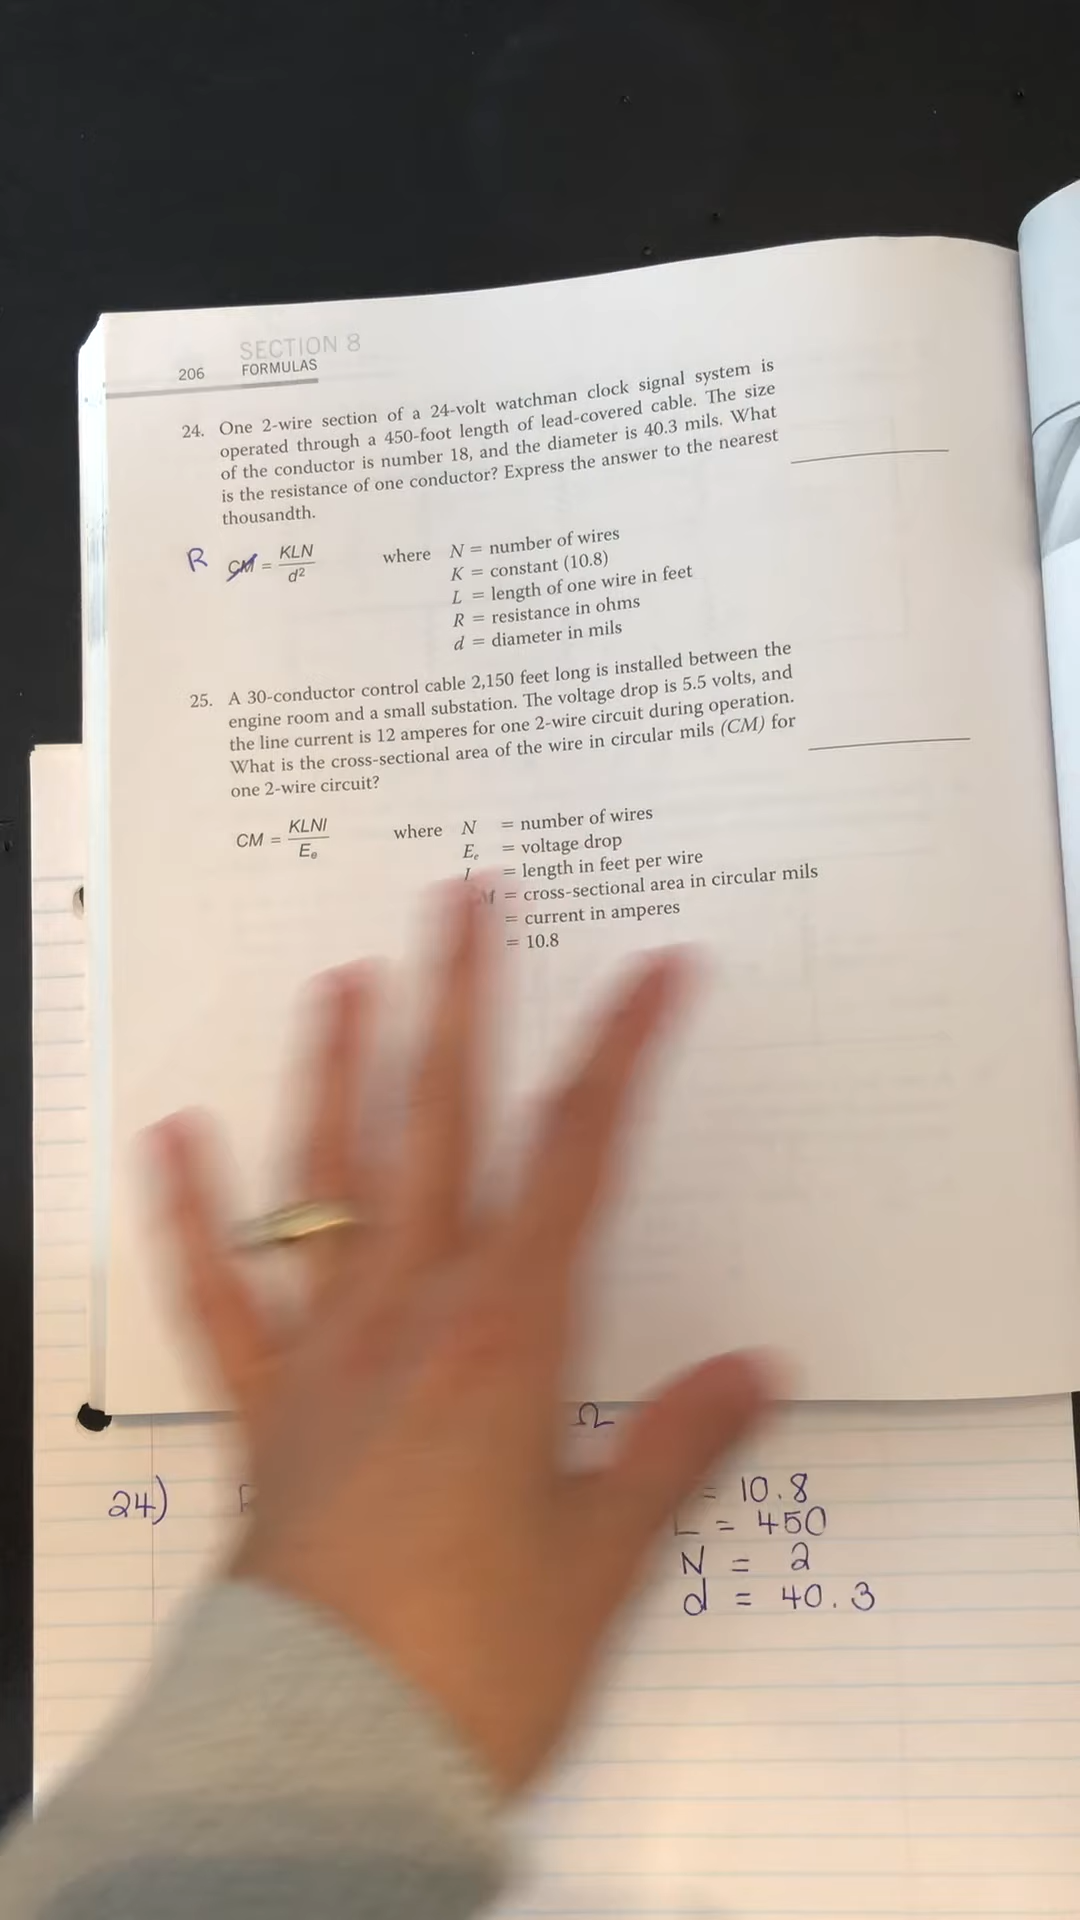 SECTION 8
206 FORMULAS
24. One 2-wire section of a 24-volt watchman clock signal system is
operated through a 450-foot length of lead-covered cable. The size
of the conductor is number 18, and the diameter is 40.3 mils. What
is the resistance of one conductor? Express the answer to the nearest
thousandth.
R CM = KLN / d²
where N = number of wires
K = constant (10.8)
L = length of one wire in feet
R = resistance in ohms
d = diameter in mils
25. A 30-conductor control cable 2,150 feet long is installed between the
engine room and a small substation. The voltage drop is 5.5 volts, and
the line current is 12 amperes for one 2-wire circuit during operation.
What is the cross-sectional area of the wire in circular mils (CM) for
one 2-wire circuit?
CM = KLNI / Eₑ
where N = number of wires
Eₑ = voltage drop
= length in feet per wire
M = cross-sectional area in circular mils
= current in amperes
= 10.8
Ω
24)
= 10.8
L = 450
N = 2
d = 40.3